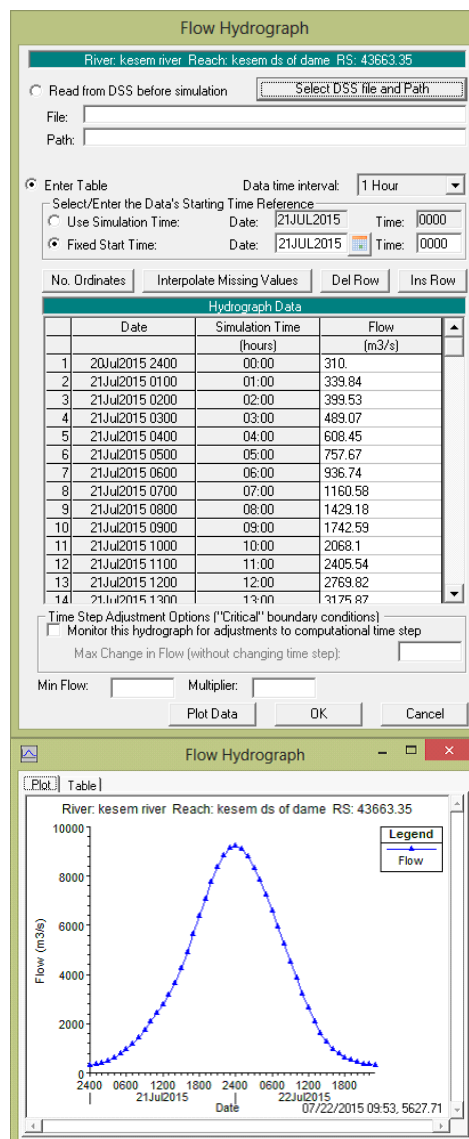 Flow Hydrograph
River: kesem river Reach: kesem ds of dame RS: 43663.35
Read from DSS before simulation Select DSS file and Path
File:
Path:
Enter Table Data time interval: 1 Hour
Select/Enter the Data's Starting Time Reference
Use Simulation Time: Date: 21JUL2015 Time: 0000
Fixed Start Time: Date: 21JUL2015 Time: 0000
No. Ordinates Interpolate Missing Values Del Row Ins Row
Hydrograph Data
Date Simulation Time Flow
(hours) (m3/s)
1 20Jul2015 2400 00:00 310.
2 21Jul2015 0100 01:00 339.84
3 21Jul2015 0200 02:00 399.53
4 21Jul2015 0300 03:00 489.07
5 21Jul2015 0400 04:00 608.45
6 21Jul2015 0500 05:00 757.67
7 21Jul2015 0600 06:00 936.74
8 21Jul2015 0700 07:00 1160.58
9 21Jul2015 0800 08:00 1429.18
10 21Jul2015 0900 09:00 1742.59
11 21Jul2015 1000 10:00 2068.1
12 21Jul2015 1100 11:00 2405.54
13 21Jul2015 1200 12:00 2769.82
14 21Jul2015 1300 13:00 3175.87
Time Step Adjustment Options ("Critical" boundary conditions)
Monitor this hydrograph for adjustments to computational time step
Max Change in Flow (without changing time step):
Min Flow: Multiplier:
Plot Data OK Cancel
Flow Hydrograph
Plot Table
River: kesem river Reach: kesem ds of dame RS: 43663.35
Legend
Flow
10000
8000
6000
4000
2000
0
Flow (m3/s)
2400 0600 1200 1800 2400 0600 1200 1800
21Jul2015 22Jul2015
Date
07/22/2015 09:53, 5627.71